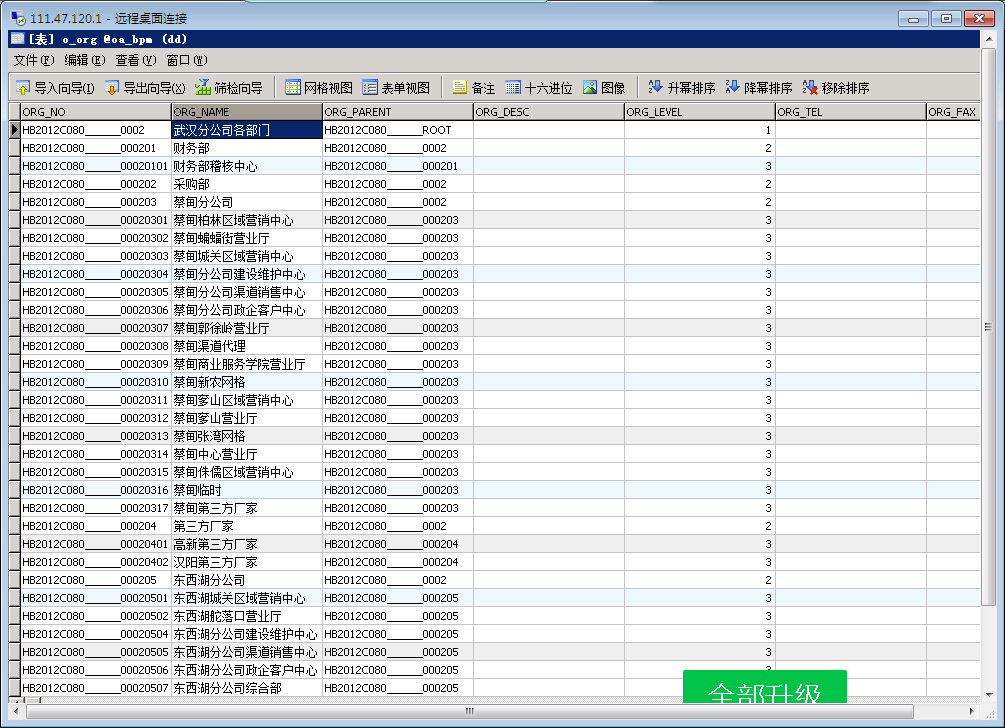 111.47.120.1 - 远程桌面连接
[表] o_org @oa_bpm (dd)
文件(F) 编辑(E) 查看(V) 窗口(W)
导入向导(I) 导出向导(X) 筛检向导 网格视图 表单视图 备注 十六进位 图像 升幂排序 降幂排序 移除排序
ORG_NO ORG_NAME ORG_PARENT ORG_DESC ORG_LEVEL ORG_TEL ORG_FAX
HB2012C080______0002 武汉分公司各部门 HB2012C080______ROOT 1
HB2012C080______000201 财务部 HB2012C080______0002 2
HB2012C080______00020101 财务部稽核中心 HB2012C080______000201 3
HB2012C080______000202 采购部 HB2012C080______0002 2
HB2012C080______000203 蔡甸分公司 HB2012C080______0002 2
HB2012C080______00020301 蔡甸柏林区域营销中心 HB2012C080______000203 3
HB2012C080______00020302 蔡甸蝙蝠街营业厅 HB2012C080______000203 3
HB2012C080______00020303 蔡甸城关区域营销中心 HB2012C080______000203 3
HB2012C080______00020304 蔡甸分公司建设维护中心 HB2012C080______000203 3
HB2012C080______00020305 蔡甸分公司渠道销售中心 HB2012C080______000203 3
HB2012C080______00020306 蔡甸分公司政企客户中心 HB2012C080______000203 3
HB2012C080______00020307 蔡甸郭徐岭营业厅 HB2012C080______000203 3
HB2012C080______00020308 蔡甸渠道代理 HB2012C080______000203 3
HB2012C080______00020309 蔡甸商业服务学院营业厅 HB2012C080______000203 3
HB2012C080______00020310 蔡甸新农网格 HB2012C080______000203 3
HB2012C080______00020311 蔡甸奓山区域营销中心 HB2012C080______000203 3
HB2012C080______00020312 蔡甸奓山营业厅 HB2012C080______000203 3
HB2012C080______00020313 蔡甸张湾网格 HB2012C080______000203 3
HB2012C080______00020314 蔡甸中心营业厅 HB2012C080______000203 3
HB2012C080______00020315 蔡甸侏儒区域营销中心 HB2012C080______000203 3
HB2012C080______00020316 蔡甸临时 HB2012C080______000203 3
HB2012C080______00020317 蔡甸第三方厂家 HB2012C080______000203 3
HB2012C080______000204 第三方厂家 HB2012C080______0002 2
HB2012C080______00020401 高新第三方厂家 HB2012C080______000204 3
HB2012C080______00020402 汉阳第三方厂家 HB2012C080______000204 3
HB2012C080______000205 东西湖分公司 HB2012C080______0002 2
HB2012C080______00020501 东西湖城关区域营销中心 HB2012C080______000205 3
HB2012C080______00020502 东西湖舵落口营业厅 HB2012C080______000205 3
HB2012C080______00020504 东西湖分公司建设维护中心 HB2012C080______000205 3
HB2012C080______00020505 东西湖分公司渠道销售中心 HB2012C080______000205 3
HB2012C080______00020506 东西湖分公司政企客户中心 HB2012C080______000205 3
HB2012C080______00020507 东西湖分公司综合部 HB2012C080______000205
全部升级